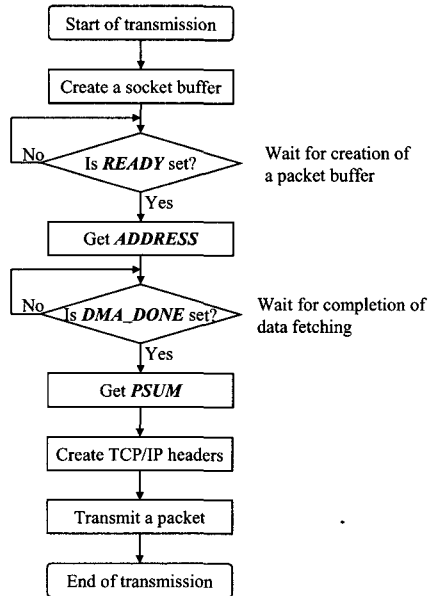 Start of transmission
Create a socket buffer
No
Is READY set?
Wait for creation of
a packet buffer
Yes
Get ADDRESS
No
Is DMA_DONE set?
Wait for completion of
data fetching
Yes
Get PSUM
Create TCP/IP headers
Transmit a packet
End of transmission